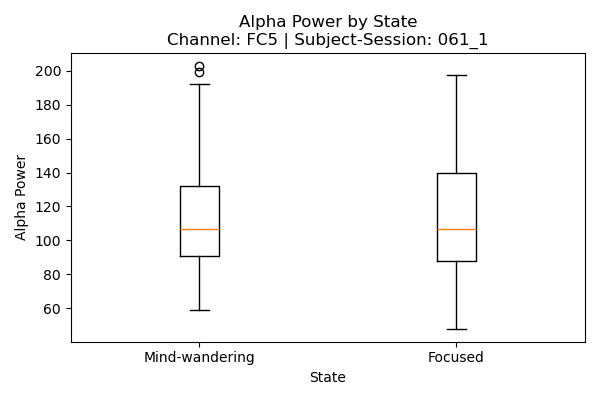 Alpha Power by State
Channel: FC5 | Subject-Session: 061_1
200
180
160
140
120
100
80
60
Alpha Power
Mind-wandering
Focused
State